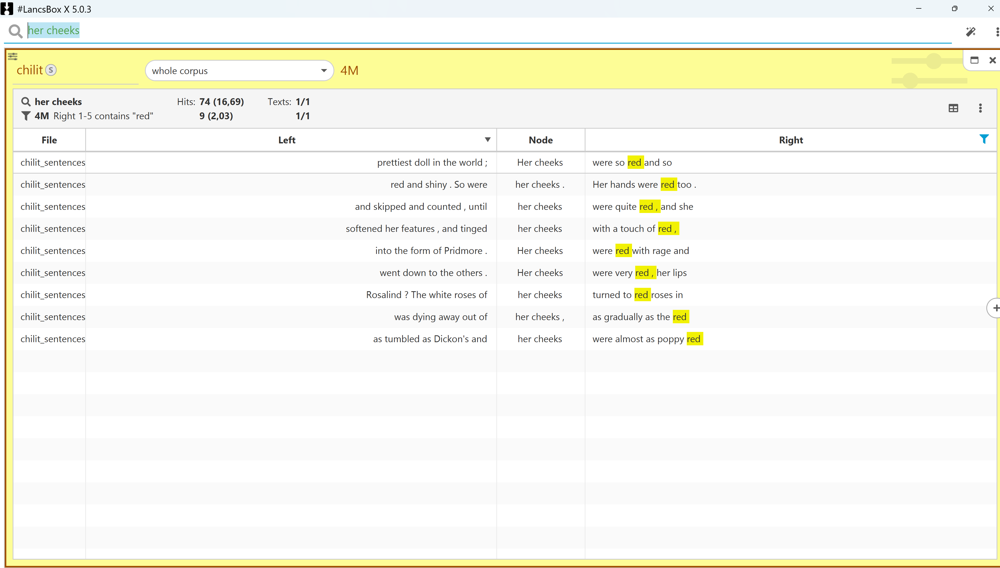 #LancsBox X 5.0.3
her cheeks
chilit S whole corpus 4M
her cheeks Hits: 74 (16,69) Texts: 1/1
4M Right 1-5 contains "red" 9 (2,03) 1/1
File Left Node Right
chilit_sentences prettiest doll in the world ; Her cheeks were so red and so
chilit_sentences red and shiny . So were her cheeks . Her hands were red too .
chilit_sentences and skipped and counted , until her cheeks were quite red , and she
chilit_sentences softened her features , and tinged her cheeks with a touch of red ,
chilit_sentences into the form of Pridmore . Her cheeks were red with rage and
chilit_sentences went down to the others . Her cheeks were very red , her lips
chilit_sentences Rosalind ? The white roses of her cheeks turned to red roses in
chilit_sentences was dying away out of her cheeks , as gradually as the red
chilit_sentences as tumbled as Dickon's and her cheeks were almost as poppy red